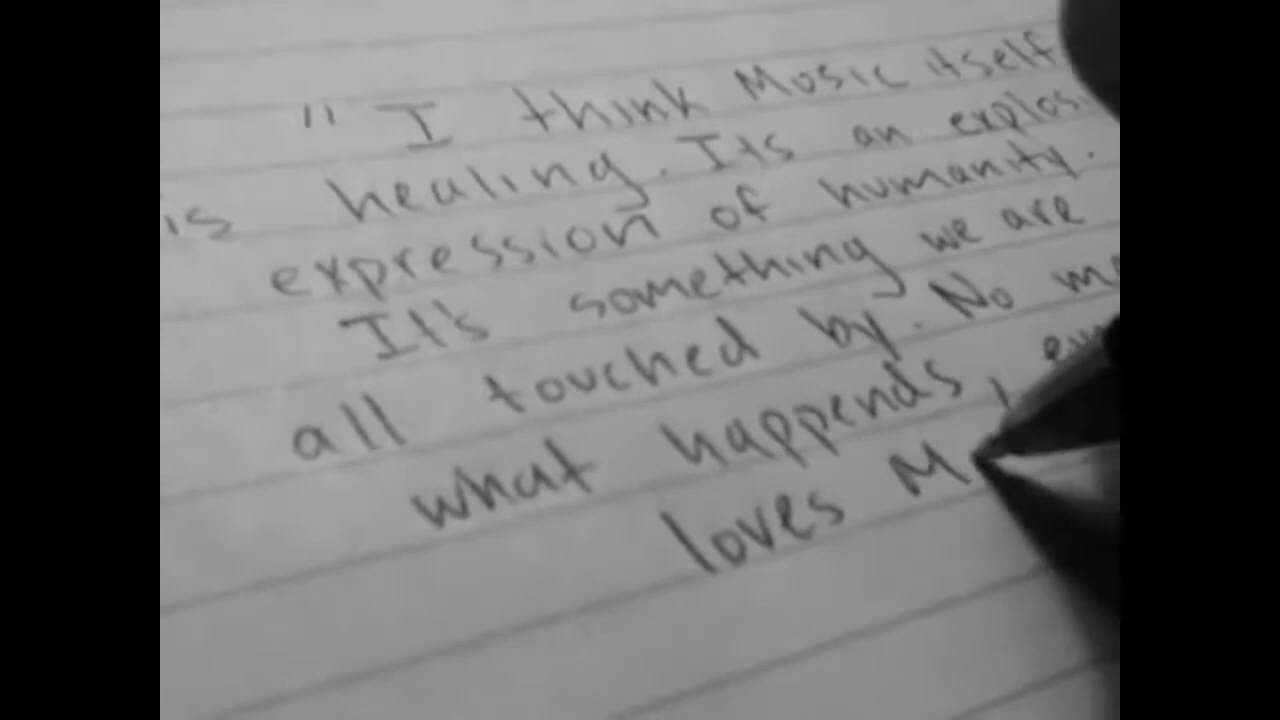 " I think Music itself
is healing. Its an
expression of humanity.
It's something we are
all touched by. No
what happends,
loves